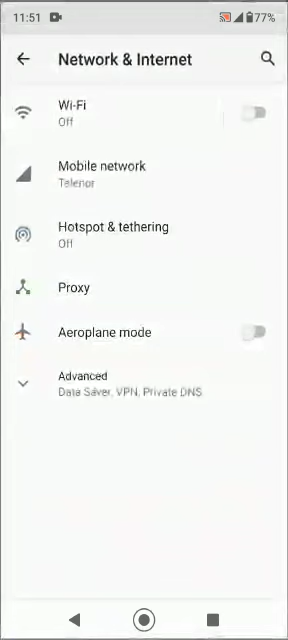 11:51
77%
Network & Internet
Wi-Fi
Off
Mobile network
Telenor
Hotspot & tethering
Off
Proxy
Aeroplane mode
Advanced
Data Saver, VPN, Private DNS